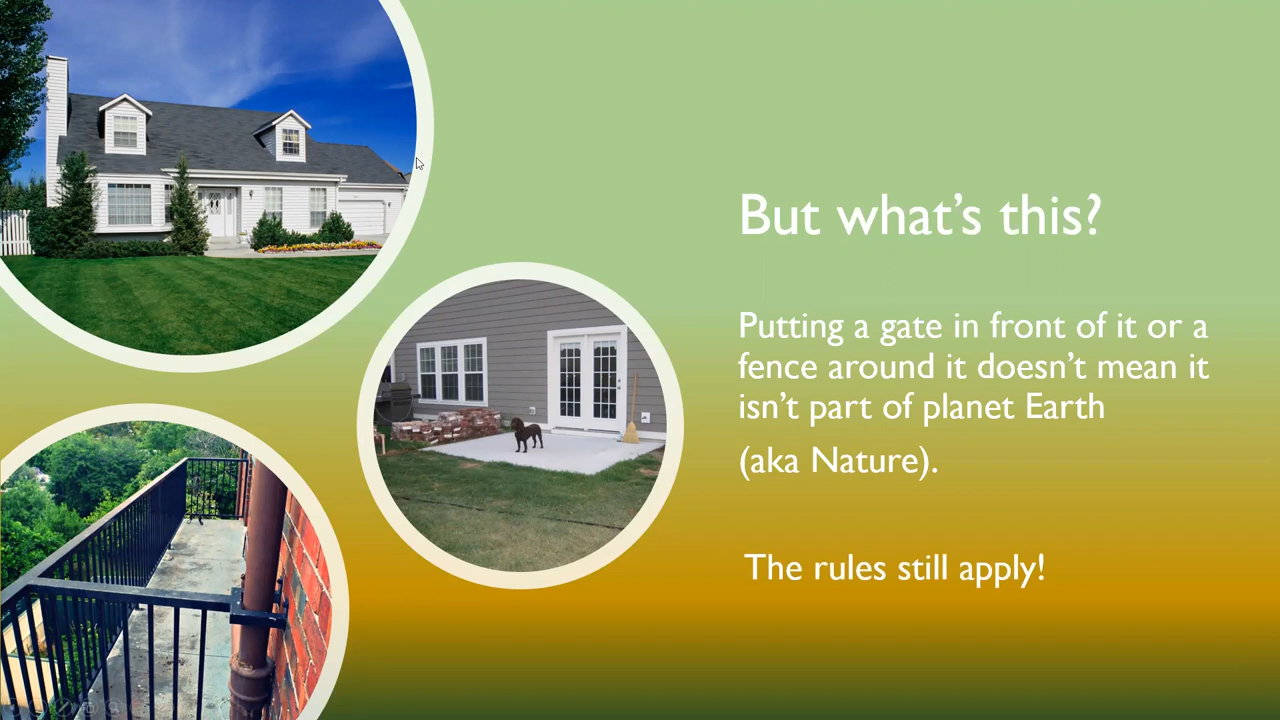 But what's this?
Putting a gate in front of it or a
fence around it doesn't mean it
isn't part of planet Earth
(aka Nature).
The rules still apply!